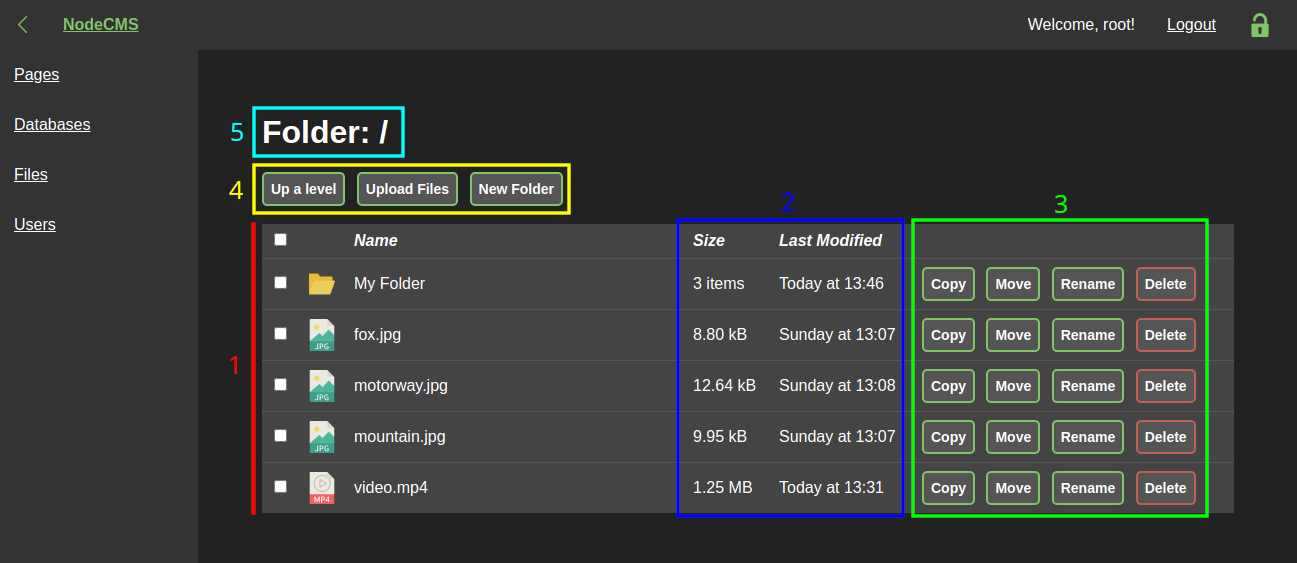 NodeCMS Welcome, root! Logout
Pages
Databases
Files
Users
5 Folder: /
4 Up a level Upload Files New Folder
2 3
Name Size Last Modified
My Folder 3 items Today at 13:46 Copy Move Rename Delete
JPG fox.jpg 8.80 kB Sunday at 13:07 Copy Move Rename Delete
1
JPG motorway.jpg 12.64 kB Sunday at 13:08 Copy Move Rename Delete
JPG mountain.jpg 9.95 kB Sunday at 13:07 Copy Move Rename Delete
MP4 video.mp4 1.25 MB Today at 13:31 Copy Move Rename Delete